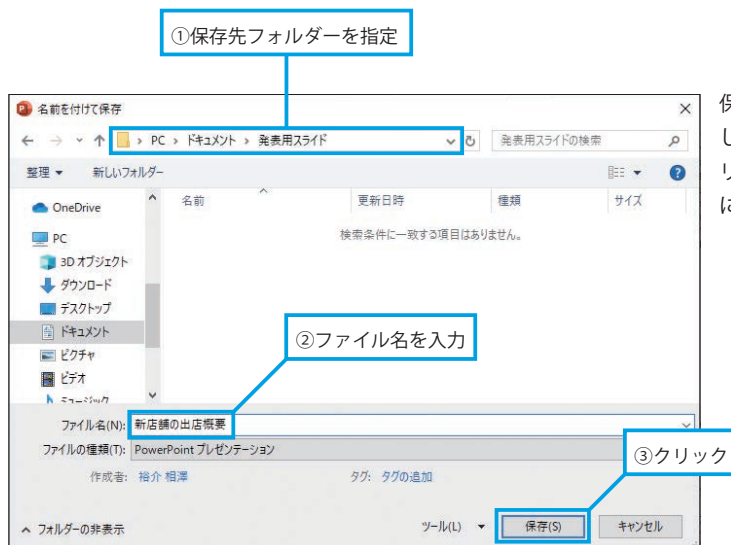 ①保存先フォルダーを指定
名前を付けて保存
PC › ドキュメント › 発表用スライド
発表用スライドの検索
整理 新しいフォルダー
OneDrive
PC
3D オブジェクト
ダウンロード
デスクトップ
ドキュメント
ピクチャ
ビデオ
ミュージック
名前 更新日時 種類 サイズ
検索条件に一致する項目はありません。
②ファイル名を入力
ファイル名(N): 新店舗の出店概要
ファイルの種類(T): PowerPoint プレゼンテーション
作成者: 裕介 相澤 タグ: タグの追加
③クリック
フォルダーの非表示 ツール(L) 保存(S) キャンセル